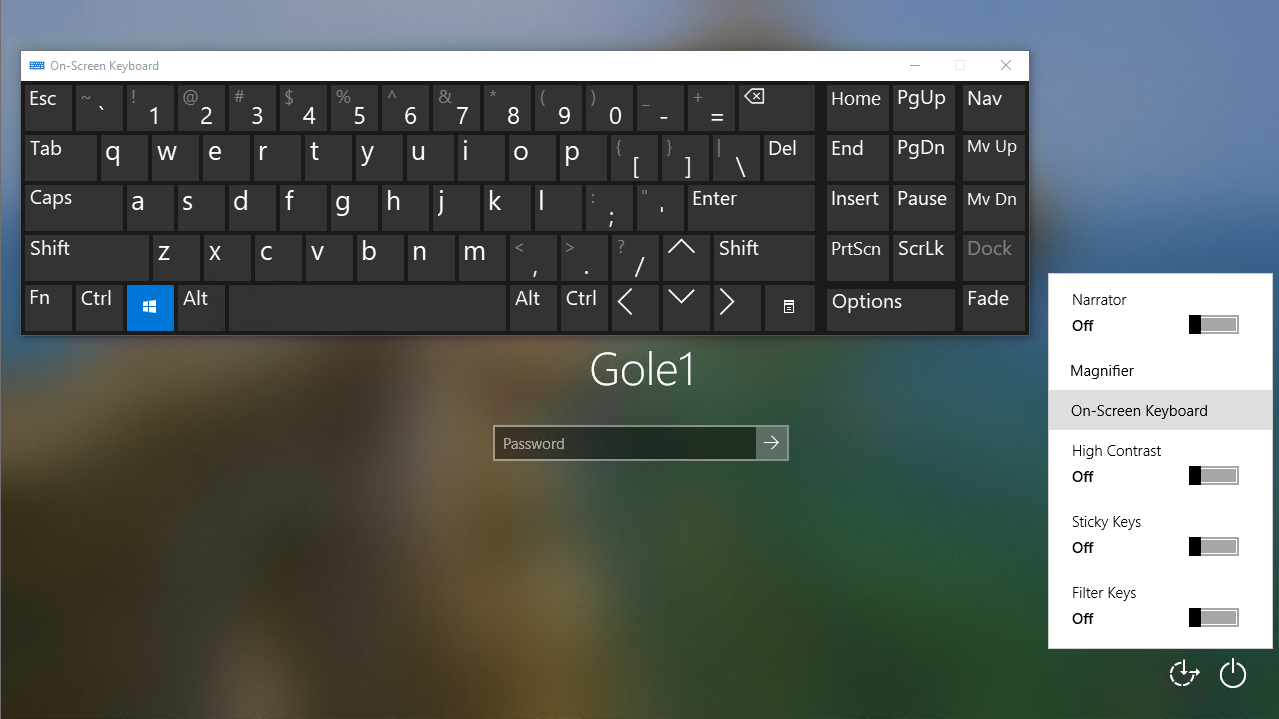 On-Screen Keyboard
Esc ~ ` ! 1 @ 2 # 3 $ 4 % 5 ^ 6 & 7 * 8 ( 9 ) 0 _ - + = Home PgUp Nav
Tab q w e r t y u i o p { [ } ] | \ Del End PgDn Mv Up
Caps a s d f g h j k l : ; " ' Enter Insert Pause Mv Dn
Shift z x c v b n m < , > . ? / Shift PrtScn ScrLk Dock
Fn Ctrl Alt Alt Ctrl Options Fade
Gole1
Password
Narrator
Off
Magnifier
On-Screen Keyboard
High Contrast
Off
Sticky Keys
Off
Filter Keys
Off